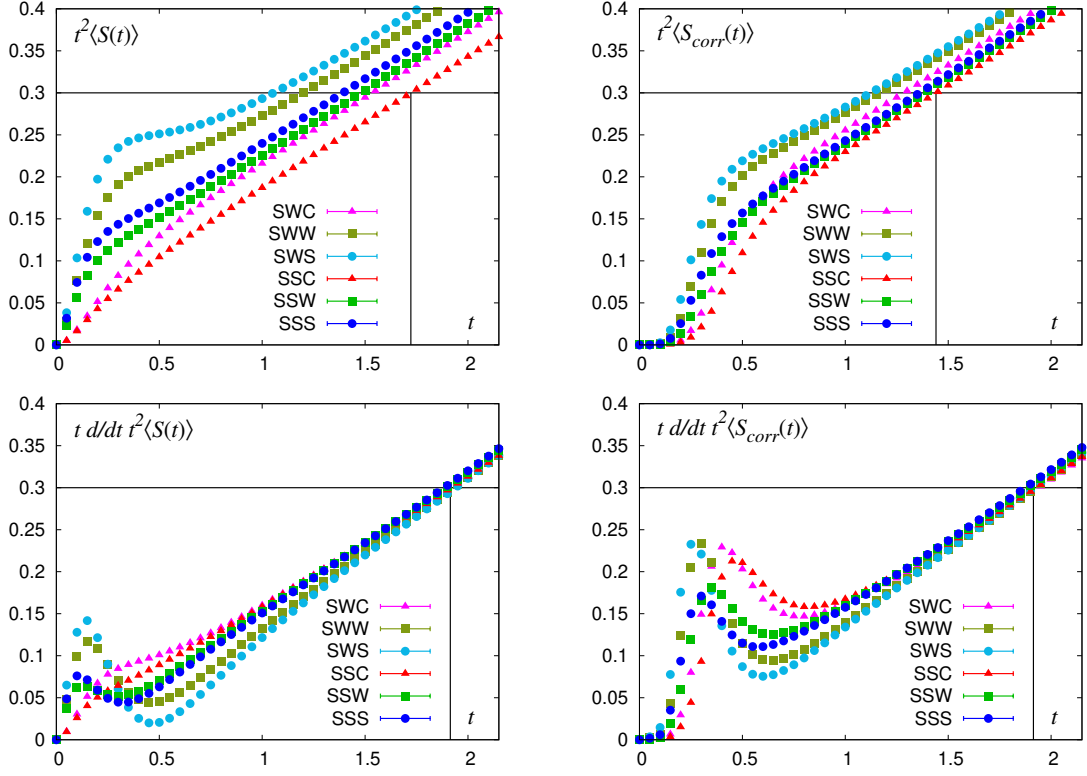 t²⟨S(t)⟩
0.4
0.35
0.3
0.25
0.2
0.15
0.1
0.05
0
SWC
SWW
SWS
SSC
SSW
SSS
t
0 0.5 1 1.5 2
t²⟨S_corr(t)⟩
0.4
0.35
0.3
0.25
0.2
0.15
0.1
0.05
0
SWC
SWW
SWS
SSC
SSW
SSS
t
0 0.5 1 1.5 2
t d/dt t²⟨S(t)⟩
0.4
0.35
0.3
0.25
0.2
0.15
0.1
0.05
0
SWC
SWW
SWS
SSC
SSW
SSS
t
0 0.5 1 1.5 2
t d/dt t²⟨S_corr(t)⟩
0.4
0.35
0.3
0.25
0.2
0.15
0.1
0.05
0
SWC
SWW
SWS
SSC
SSW
SSS
t
0 0.5 1 1.5 2